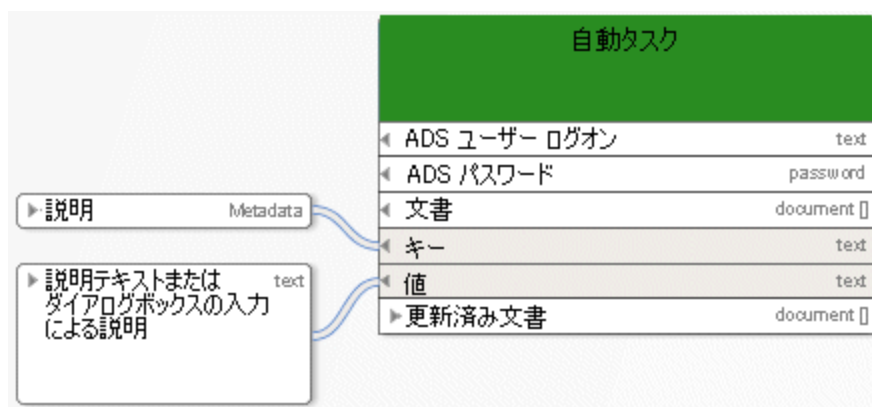 自動タスク
ADS ユーザー ログオン text
ADS パスワード password
文書 document []
キー text
値 text
更新済み文書 document []
説明 Metadata
説明テキストまたは text
ダイアログボックスの入力
による説明